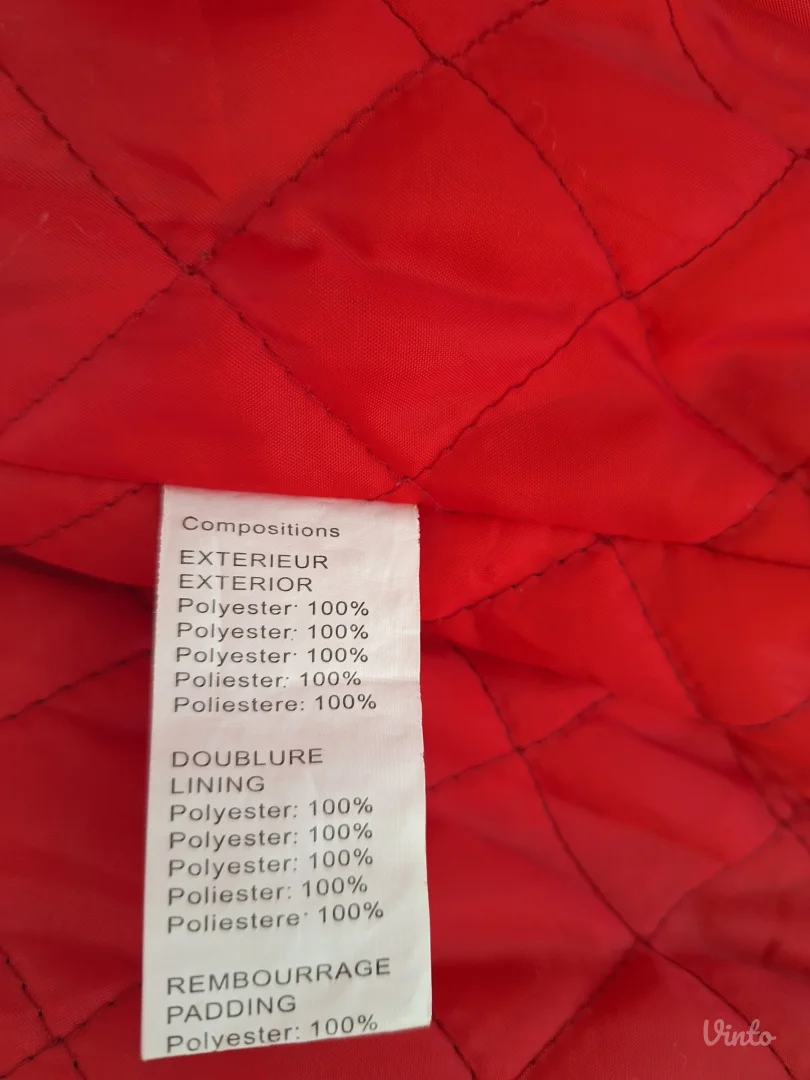 Compositions
EXTERIEUR
EXTERIOR
Polyester: 100%
Polyester: 100%
Polyester: 100%
Poliester: 100%
Poliestere: 100%
DOUBLURE
LINING
Polyester: 100%
Polyester: 100%
Polyester: 100%
Poliester: 100%
Poliestere: 100%
REMBOURRAGE
PADDING
Polyester: 100%
Vinto